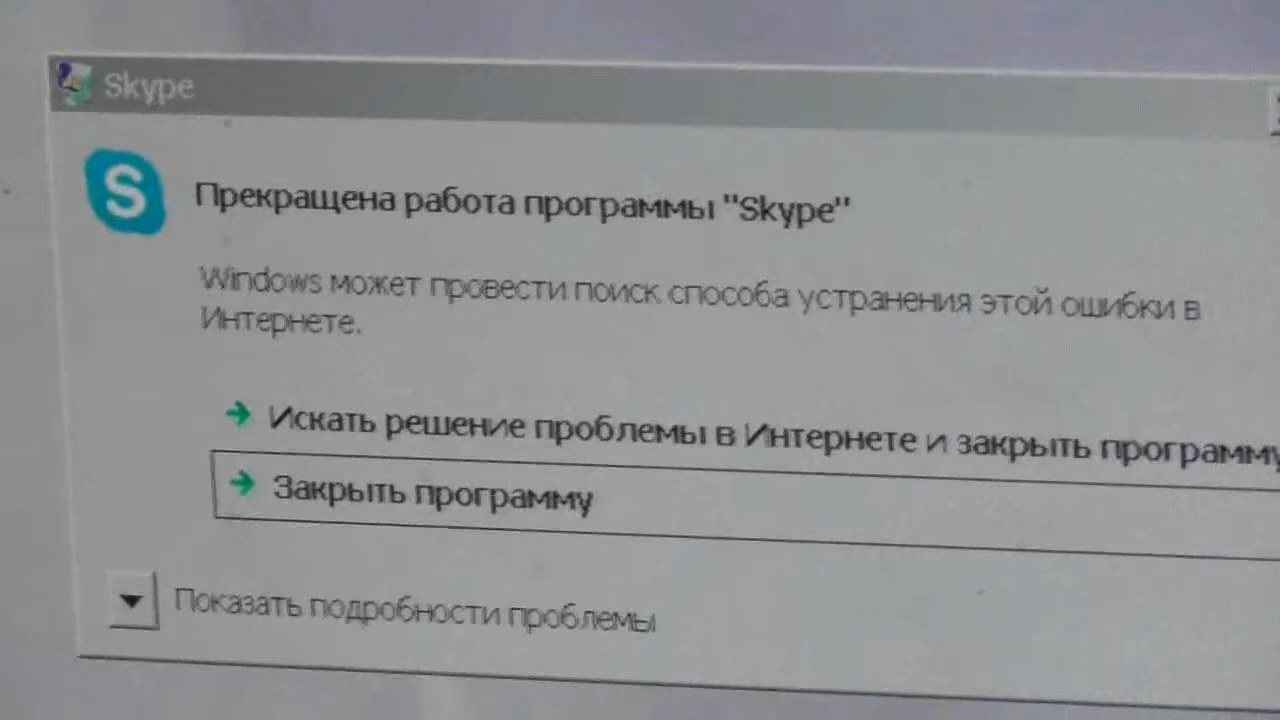 Skype
S
Прекращена работа программы "Skype"
Windows может провести поиск способа устранения этой ошибки в
Интернете.
Искать решение проблемы в Интернете и закрыть программу
Закрыть программу
Показать подробности проблемы